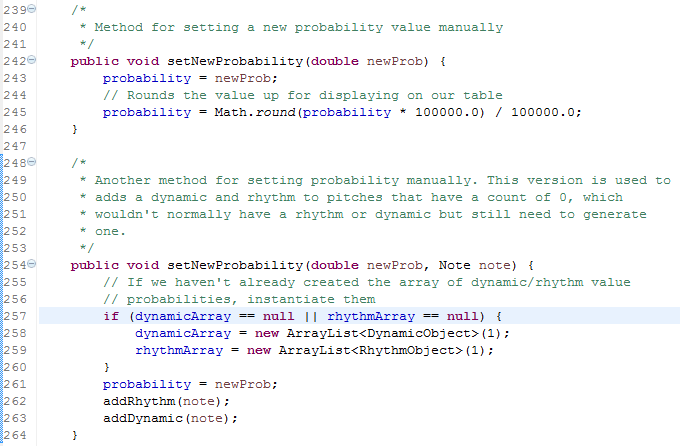 239 /*
240 * Method for setting a new probability value manually
241 */
242 public void setNewProbability(double newProb) {
243 probability = newProb;
244 // Rounds the value up for displaying on our table
245 probability = Math.round(probability * 100000.0) / 100000.0;
246 }
247
248 /*
249 * Another method for setting probability manually. This version is used to
250 * adds a dynamic and rhythm to pitches that have a count of 0, which
251 * wouldn't normally have a rhythm or dynamic but still need to generate
252 * one.
253 */
254 public void setNewProbability(double newProb, Note note) {
255 // If we haven't already created the array of dynamic/rhythm value
256 // probabilities, instantiate them
257 if (dynamicArray == null || rhythmArray == null) {
258 dynamicArray = new ArrayList<DynamicObject>(1);
259 rhythmArray = new ArrayList<RhythmObject>(1);
260 }
261 probability = newProb;
262 addRhythm(note);
263 addDynamic(note);
264 }